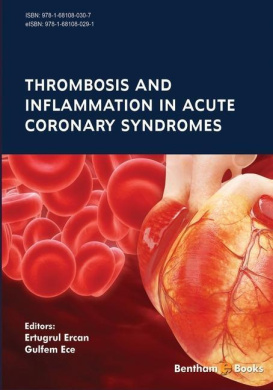 ISBN: 978-1-68108-030-7
eISBN: 978-1-68108-029-1
THROMBOSIS AND
INFLAMMATION IN ACUTE
CORONARY SYNDROMES
Editors:
Ertugrul Ercan
Gulfem Ece
Bentham Books